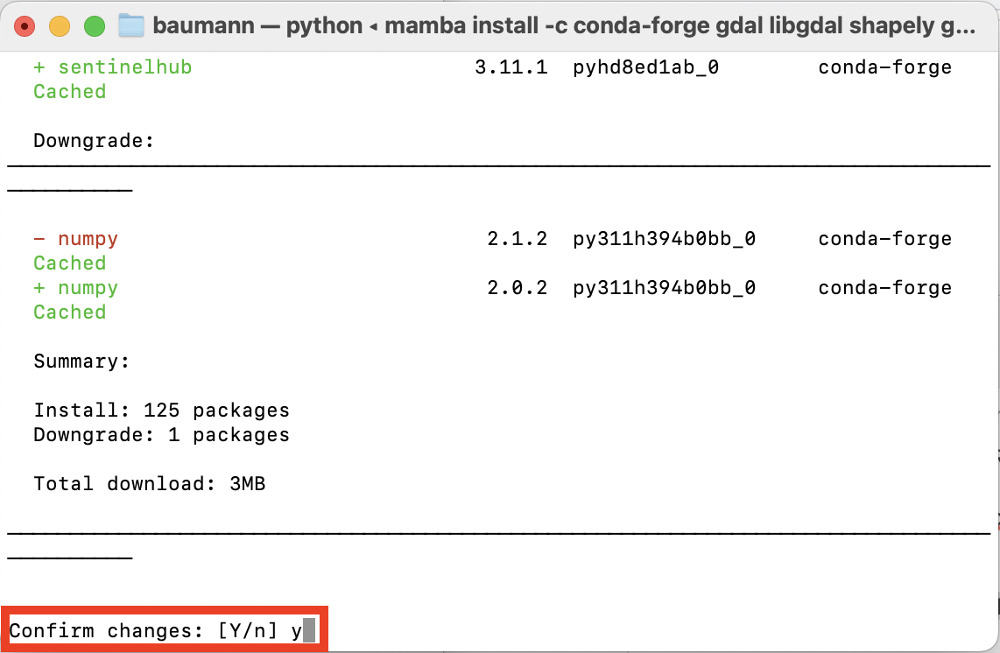 baumann — python ◂ mamba install -c conda-forge gdal libgdal shapely g...
+ sentinelhub 3.11.1 pyhd8ed1ab_0 conda-forge
Cached
Downgrade:
- numpy 2.1.2 py311h394b0bb_0 conda-forge
Cached
+ numpy 2.0.2 py311h394b0bb_0 conda-forge
Cached
Summary:
Install: 125 packages
Downgrade: 1 packages
Total download: 3MB
Confirm changes: [Y/n] y